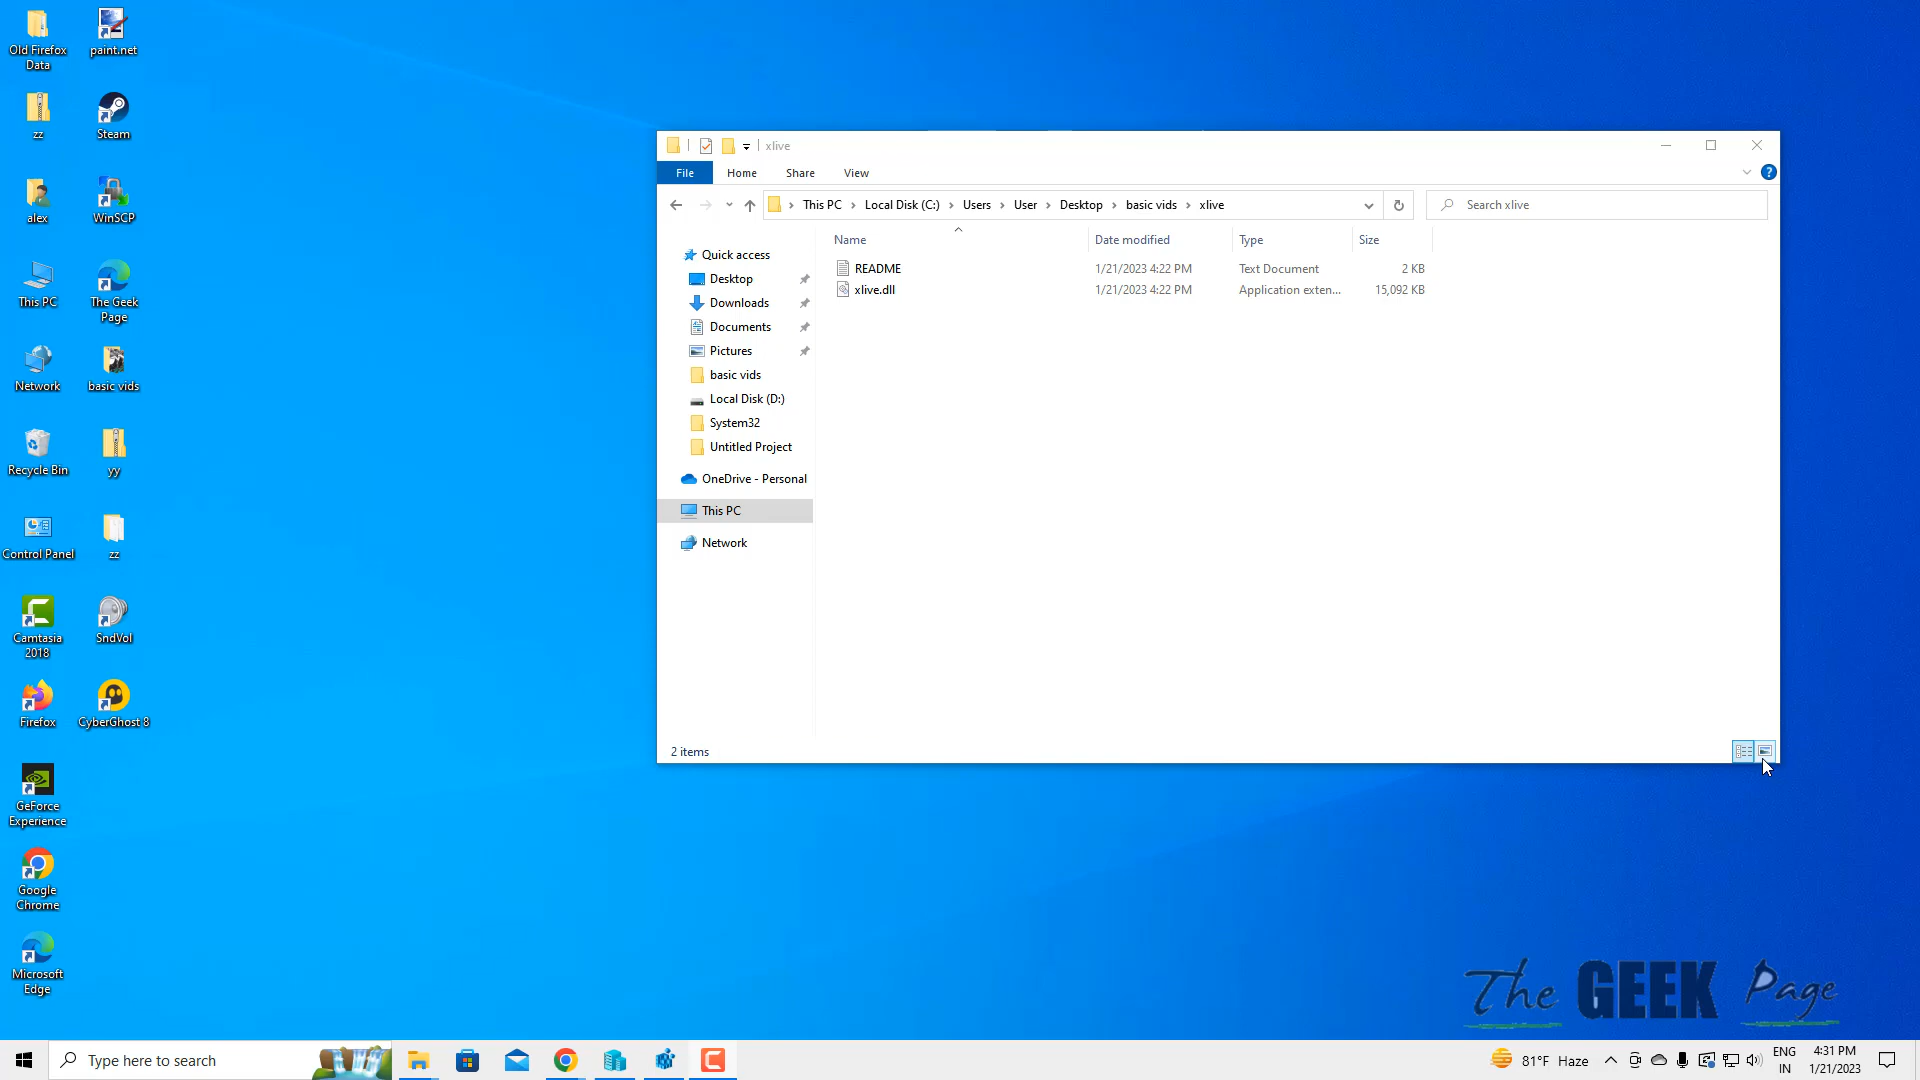 Old Firefox
Data
paint.net
zz
Steam
alex
WinSCP
This PC
The Geek
Page
Network
basic vids
Recycle Bin
yy
Control Panel
zz
Camtasia
2018
SndVol
Firefox
CyberGhost 8
GeForce
Experience
Google
Chrome
Microsoft
Edge
xlive
File Home Share View
This PC Local Disk (C:) Users User Desktop basic vids xlive
Search xlive
Name Date modified Type Size
README 1/21/2023 4:22 PM Text Document 2 KB
xlive.dll 1/21/2023 4:22 PM Application exten... 15,092 KB
Quick access
Desktop
Downloads
Documents
Pictures
basic vids
Local Disk (D:)
System32
Untitled Project
OneDrive - Personal
This PC
Network
2 items
The GEEK Page
Type here to search
81°F Haze
ENG
IN
4:31 PM
1/21/2023